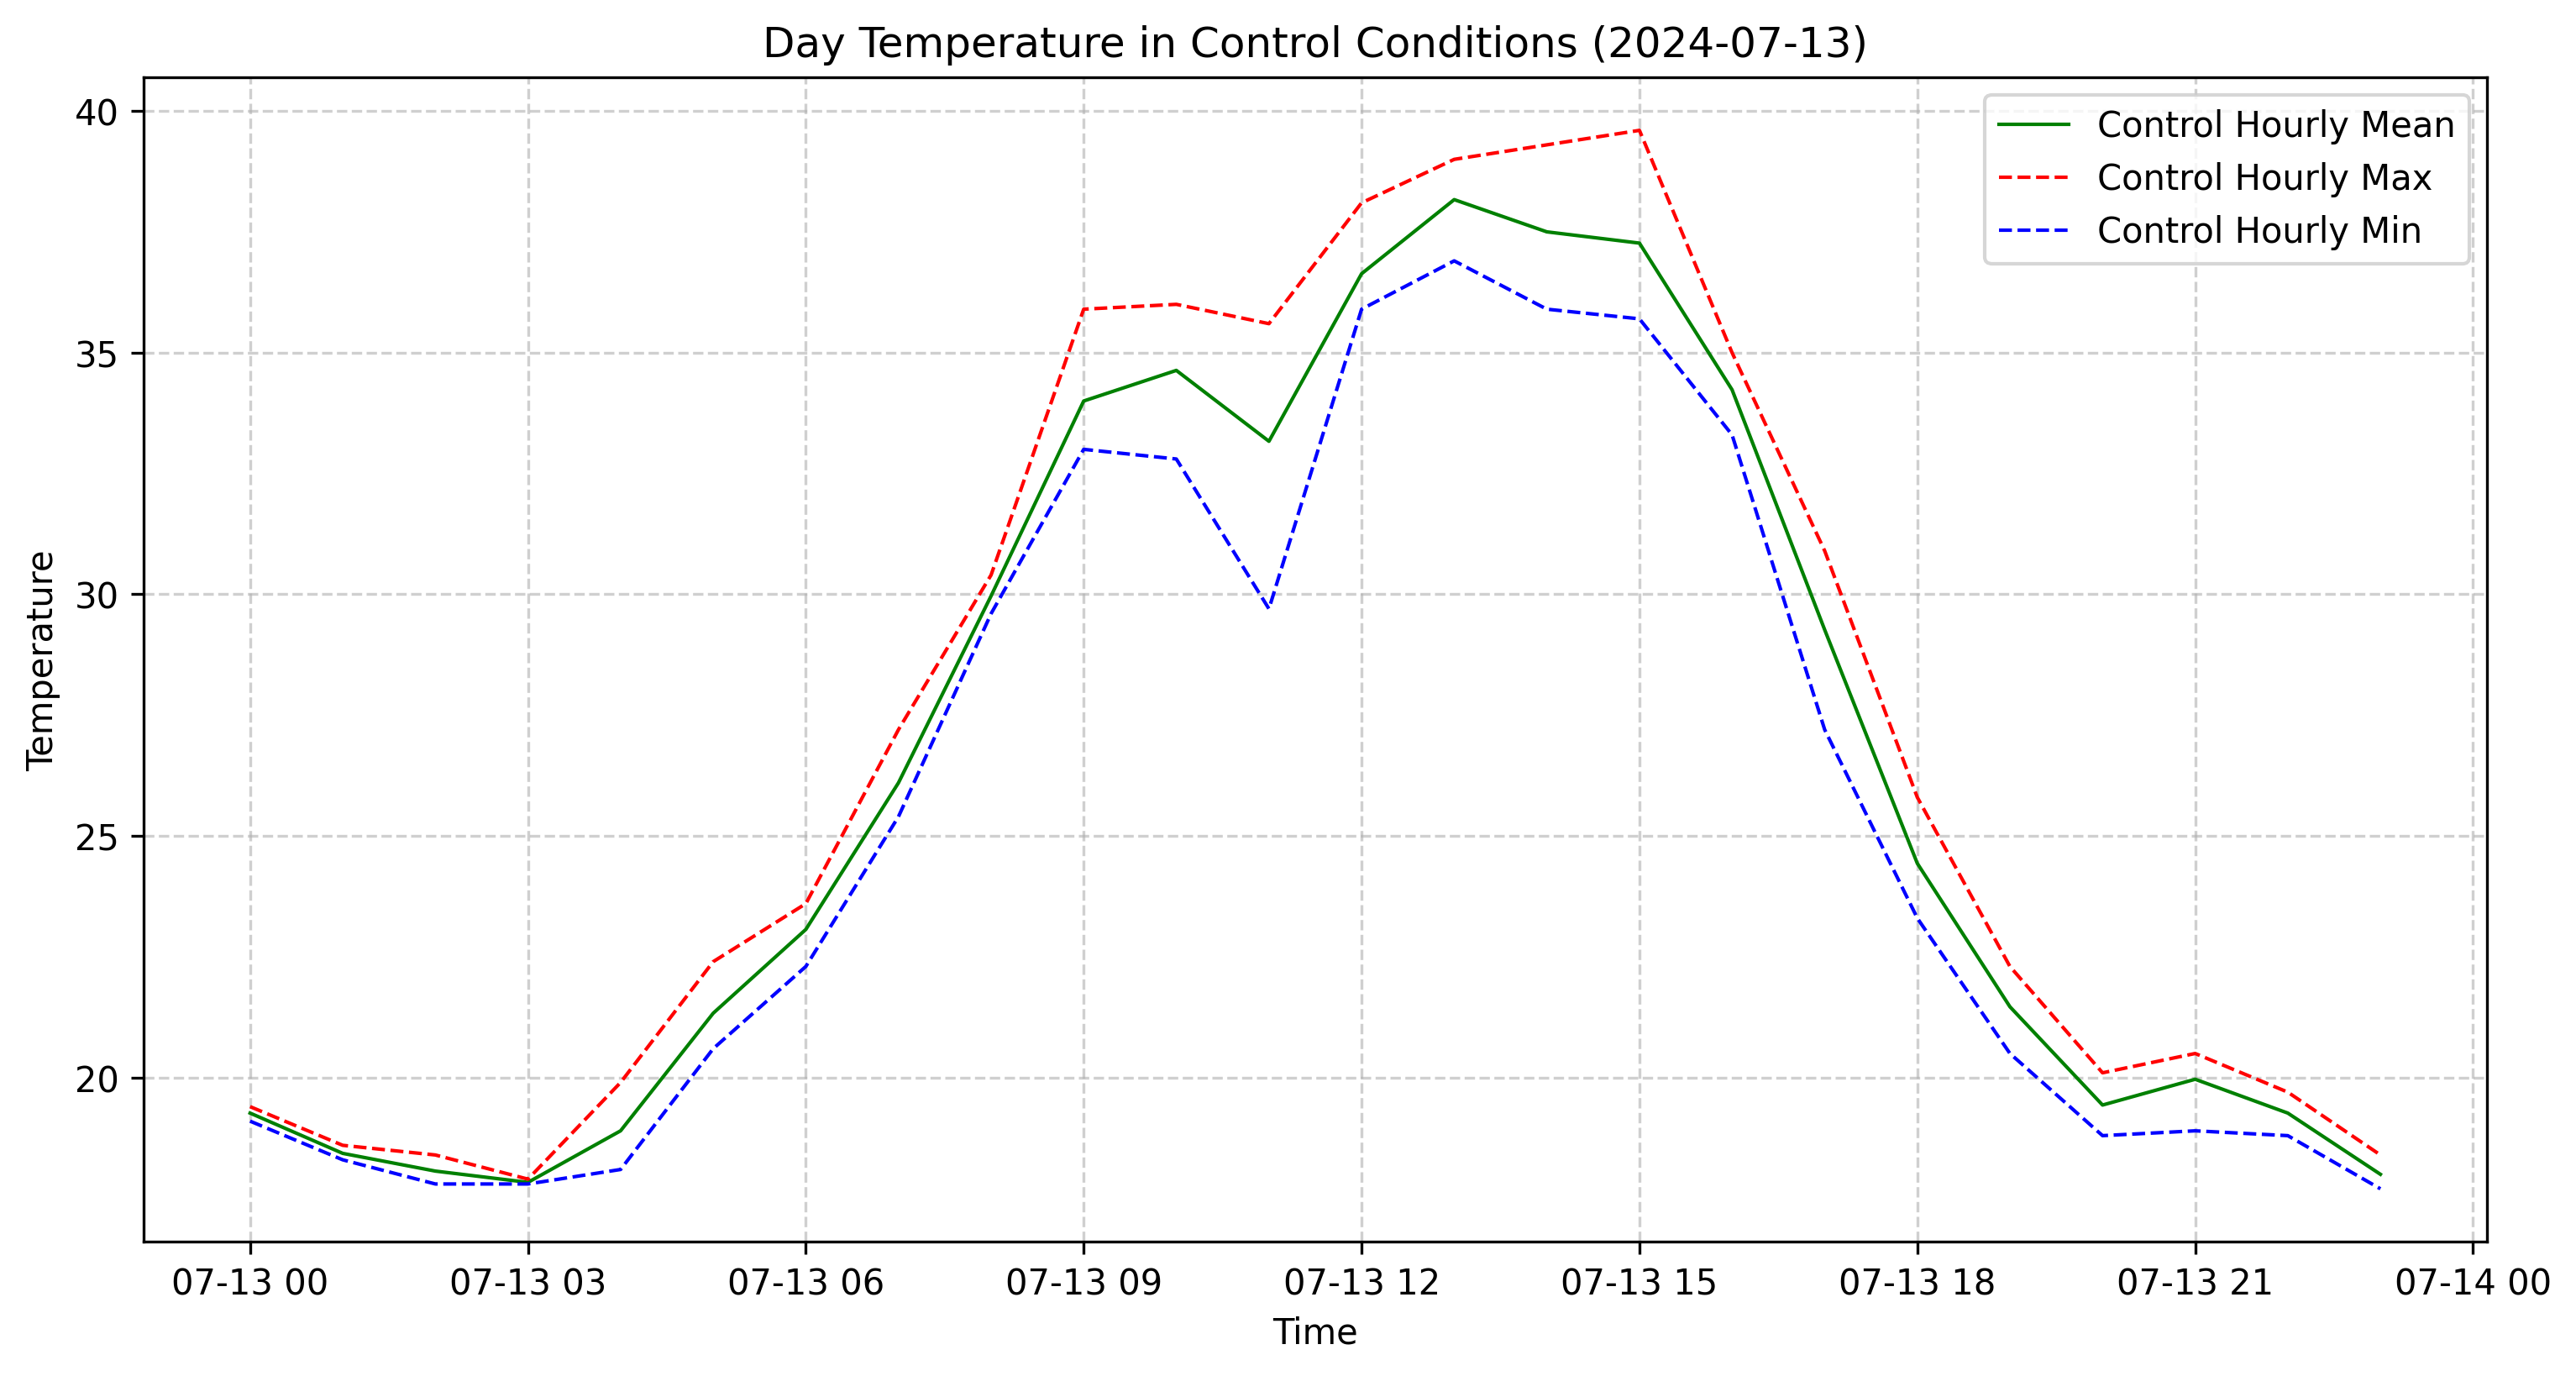 Day Temperature in Control Conditions (2024-07-13)
40
35
30
25
20
Temperature
Control Hourly Mean
Control Hourly Max
Control Hourly Min
07-13 00 07-13 03 07-13 06 07-13 09 07-13 12 07-13 15 07-13 18 07-13 21 07-14 00
Time